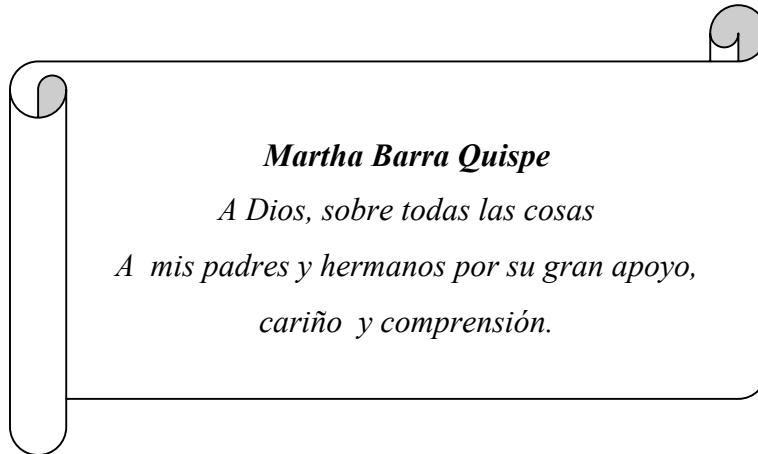 Martha Barra Quispe
A Dios, sobre todas las cosas
A mis padres y hermanos por su gran apoyo,
cariño y comprensión.